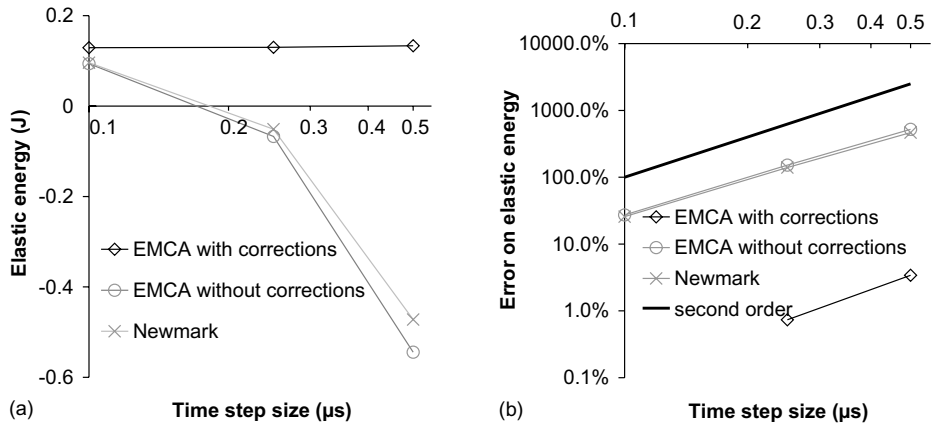 0.2
0
-0.2
-0.4
-0.6
Elastic energy (J)
0.1 0.2 0.3 0.4 0.5
EMCA with corrections
EMCA without corrections
Newmark
(a)
Time step size (μs)
0.1 0.2 0.3 0.4 0.5
10000.0%
1000.0%
100.0%
10.0%
1.0%
0.1%
Error on elastic energy
EMCA with corrections
EMCA without corrections
Newmark
second order
(b)
Time step size (μs)